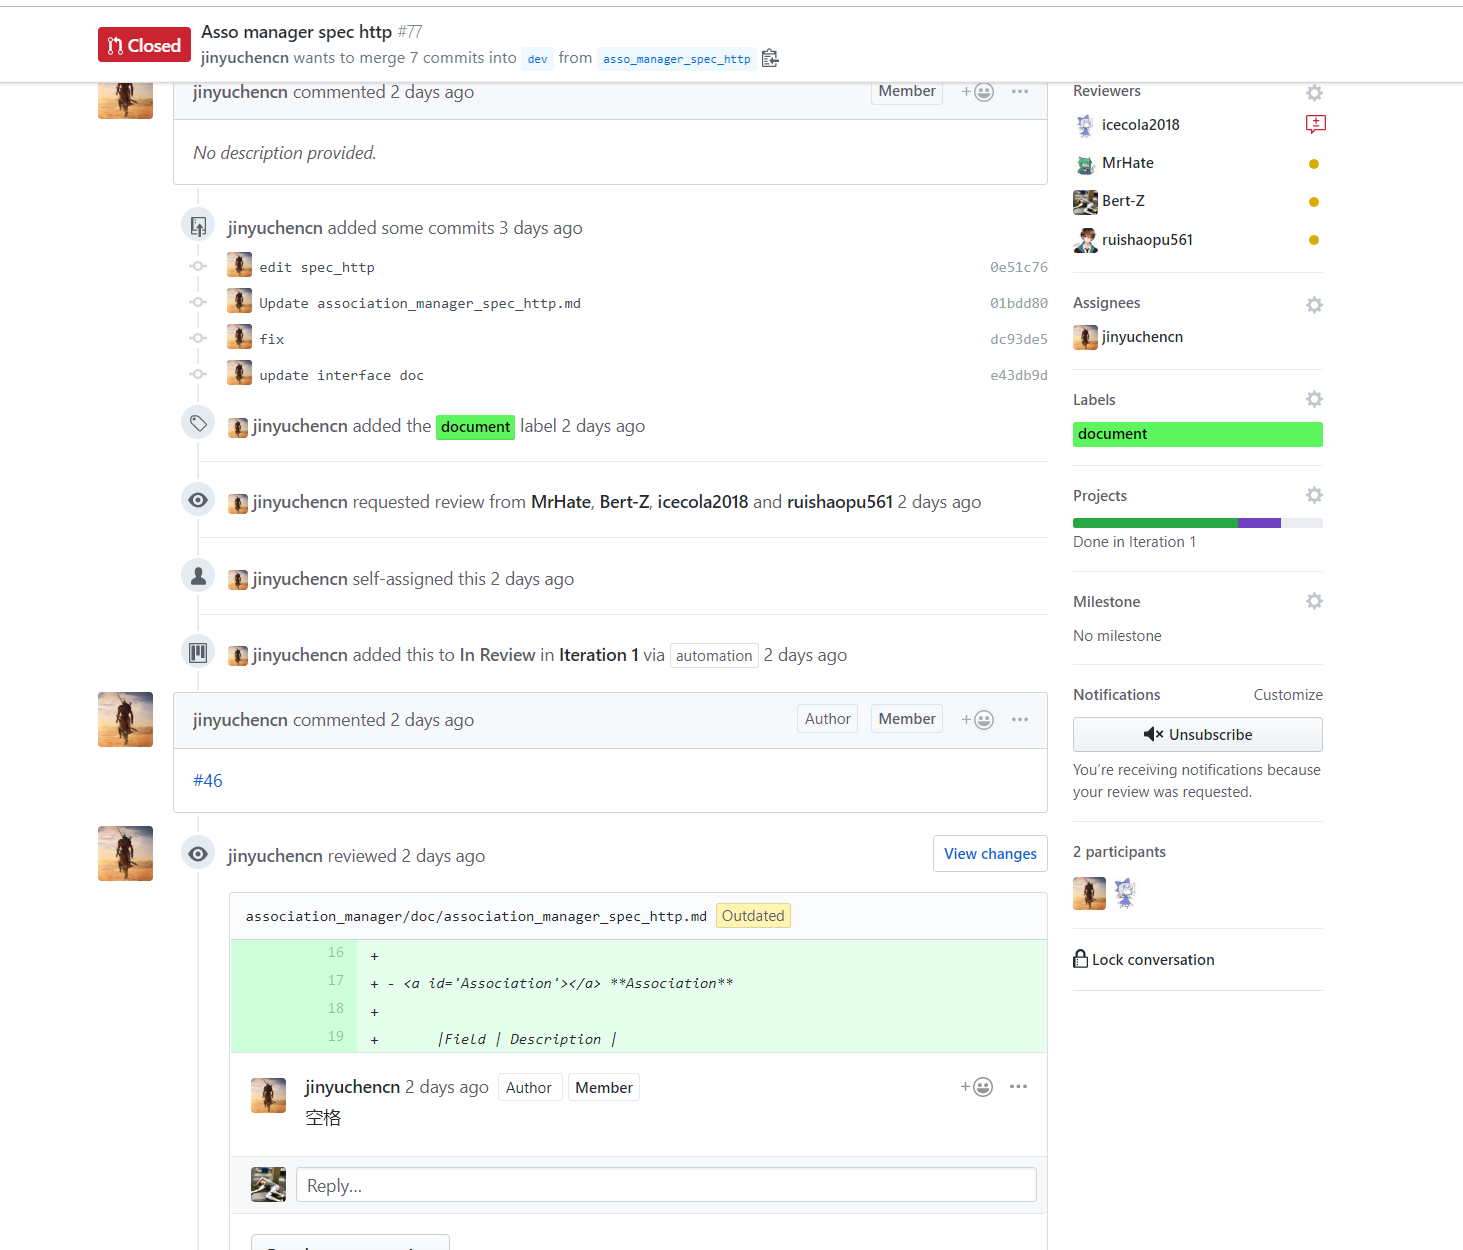 Closed
Asso manager spec http #77
jinyuchencn wants to merge 7 commits into dev from asso_manager_spec_http
jinyuchencn commented 2 days ago Member
No description provided.
jinyuchencn added some commits 3 days ago
edit spec_http 0e51c76
Update association_manager_spec_http.md 01bdd80
fix dc93de5
update interface doc e43db9d
jinyuchencn added the document label 2 days ago
jinyuchencn requested review from MrHate, Bert-Z, icecola2018 and ruishaopu561 2 days ago
jinyuchencn self-assigned this 2 days ago
jinyuchencn added this to In Review in Iteration 1 via automation 2 days ago
jinyuchencn commented 2 days ago Author Member
#46
jinyuchencn reviewed 2 days ago View changes
association_manager/doc/association_manager_spec_http.md Outdated
16 +
17 + - <a id='Association'></a> **Association**
18 +
19 + |Field | Description |
jinyuchencn 2 days ago Author Member
空格
Reply...
Reviewers
icecola2018
MrHate
Bert-Z
ruishaopu561
Assignees
jinyuchencn
Labels
document
Projects
Done in Iteration 1
Milestone
No milestone
Notifications Customize
Unsubscribe
You're receiving notifications because
your review was requested.
2 participants
Lock conversation